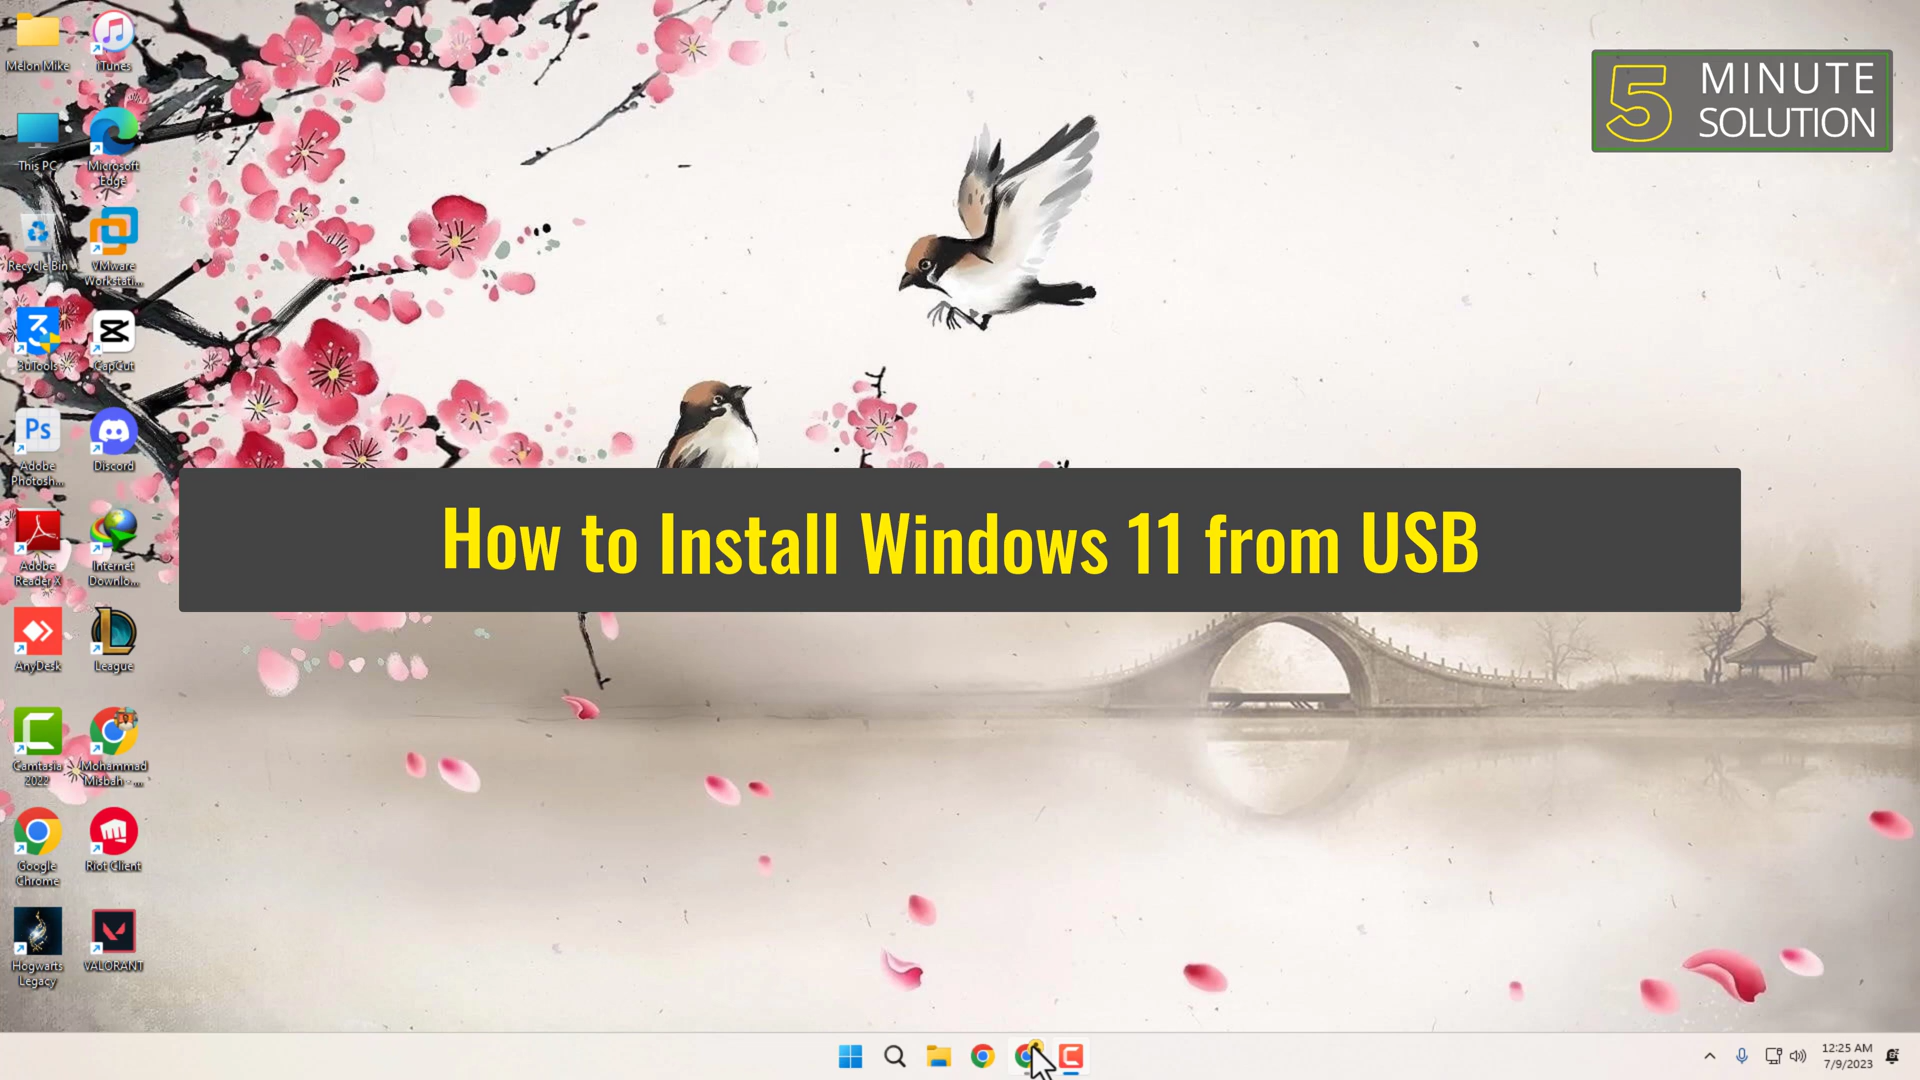 Melon Mike
iTunes
This PC
Microsoft
Edge
Recycle Bin
VMware
Workstati...
3uTools
CapCut
Ps
Adobe
Photosh...
Discord
Adobe
Reader X
Internet
Downlo...
AnyDesk
League
Camtasia
2022
Mohammad
Misbah - ...
Google
Chrome
Riot Client
Hogwarts
Legacy
VALORANT
5 MINUTE
SOLUTION
How to Install Windows 11 from USB
12:25 AM
7/9/2023